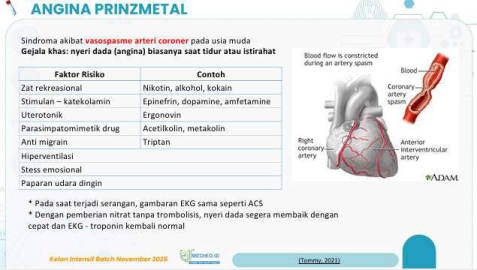 ANGINA PRINZMETAL
Sindroma akibat vasospasme arteri coroner pada usia muda
Gejala khas: nyeri dada (angina) biasanya saat tidur atau istirahat
Faktor Risiko Contoh
Zat rekreasional Nikotin, alkohol, kokain
Stimulan – katekolamin Epinefrin, dopamine, amfetamine
Uterotonik Ergonovin
Parasimpatomimetik drug Acetilkolin, metakolin
Anti migrain Triptan
Hiperventilasi
Stess emosional
Paparan udara dingin
Blood flow is constricted
during an artery spasm
Blood
Coronary
artery
spasm
Right
coronary
artery
Anterior
interventricular
artery
ADAM
* Pada saat terjadi serangan, gambaran EKG sama seperti ACS
* Dengan pemberian nitrat tanpa trombolisis, nyeri dada segera membaik dengan
cepat dan EKG - troponin kembali normal
Kelan Intensif Batch November 2025
MEDMED.ID
(Tommy, 2021)